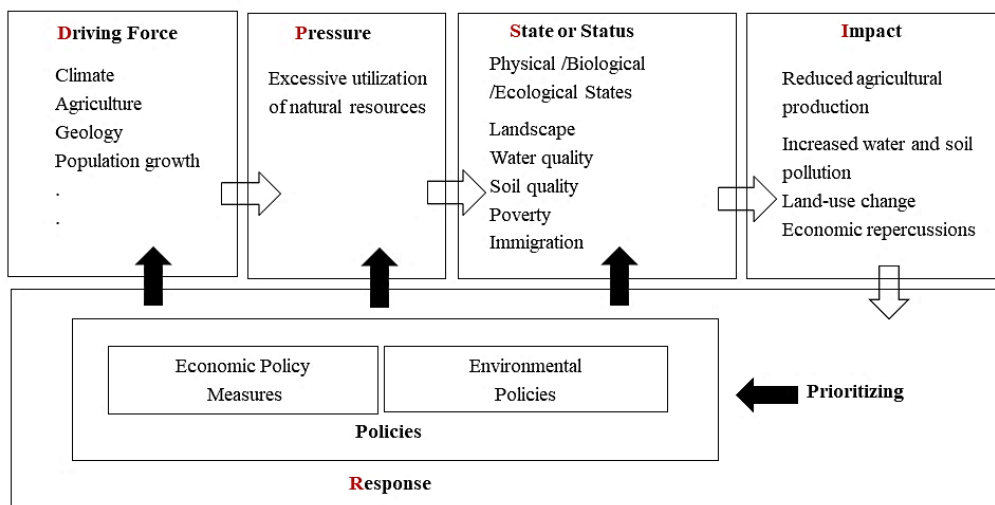 Driving Force
Climate
Agriculture
Geology
Population growth
.
.
Pressure
Excessive utilization
of natural resources
State or Status
Physical /Biological
/Ecological States
Landscape
Water quality
Soil quality
Poverty
Immigration
Impact
Reduced agricultural
production
Increased water and soil
pollution
Land-use change
Economic repercussions
Economic Policy
Measures
Environmental
Policies
Policies
Prioritizing
Response